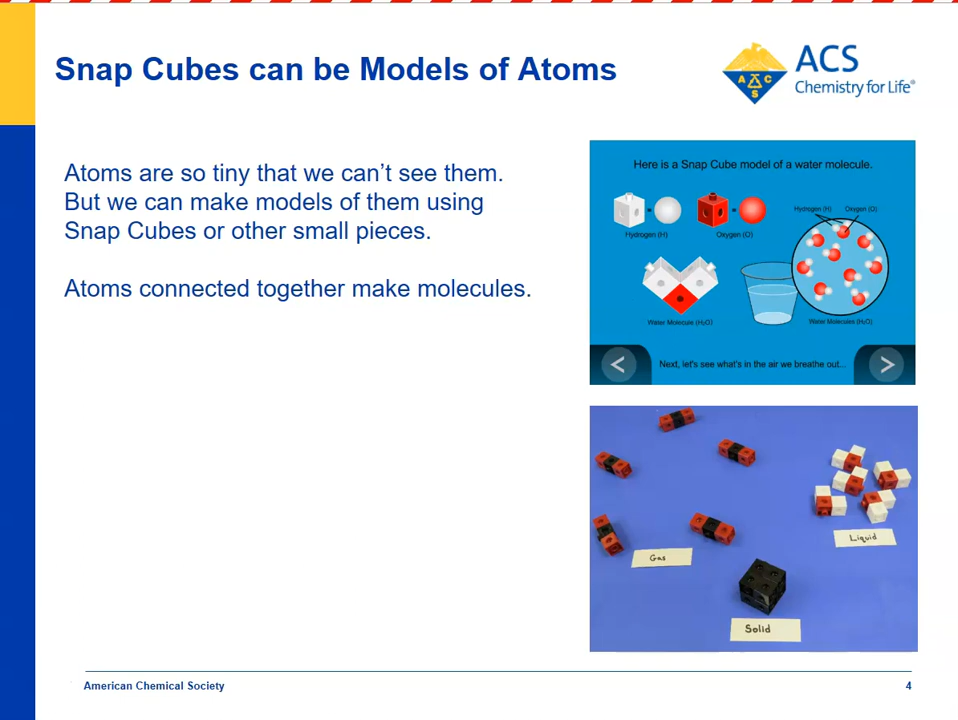 Snap Cubes can be Models of Atoms
ACS
Chemistry for Life®
A C S
Atoms are so tiny that we can't see them.
But we can make models of them using
Snap Cubes or other small pieces.
Atoms connected together make molecules.
Here is a Snap Cube model of a water molecule.
=
=
Hydrogen (H)
Oxygen (O)
Hydrogen (H)
Oxygen (O)
Water Molecule (H₂O)
Water Molecules (H₂O)
<
Next, let's see what's in the air we breathe out...
>
Gas
Liquid
Solid
American Chemical Society
4